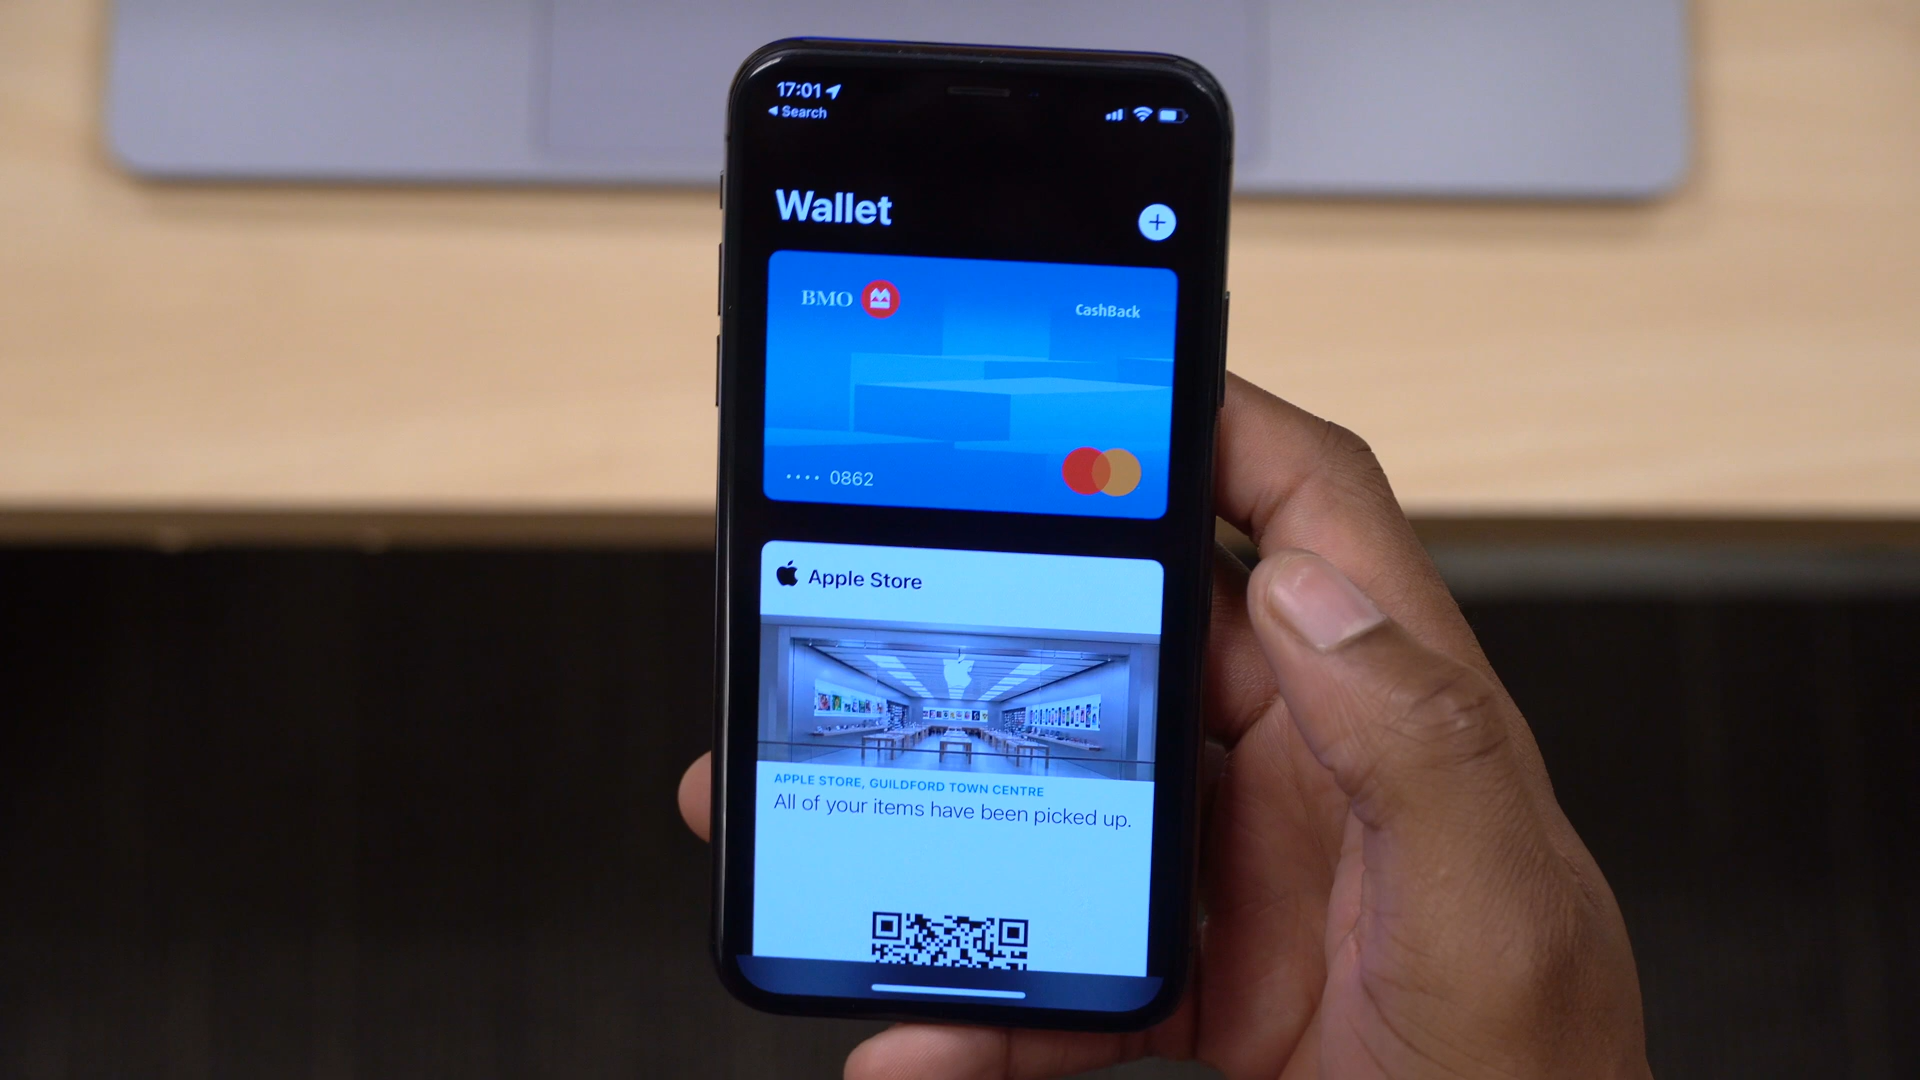 17:01
Search
Wallet
BMO
CashBack
•••• 0862
Apple Store
APPLE STORE, GUILDFORD TOWN CENTRE
All of your items have been picked up.